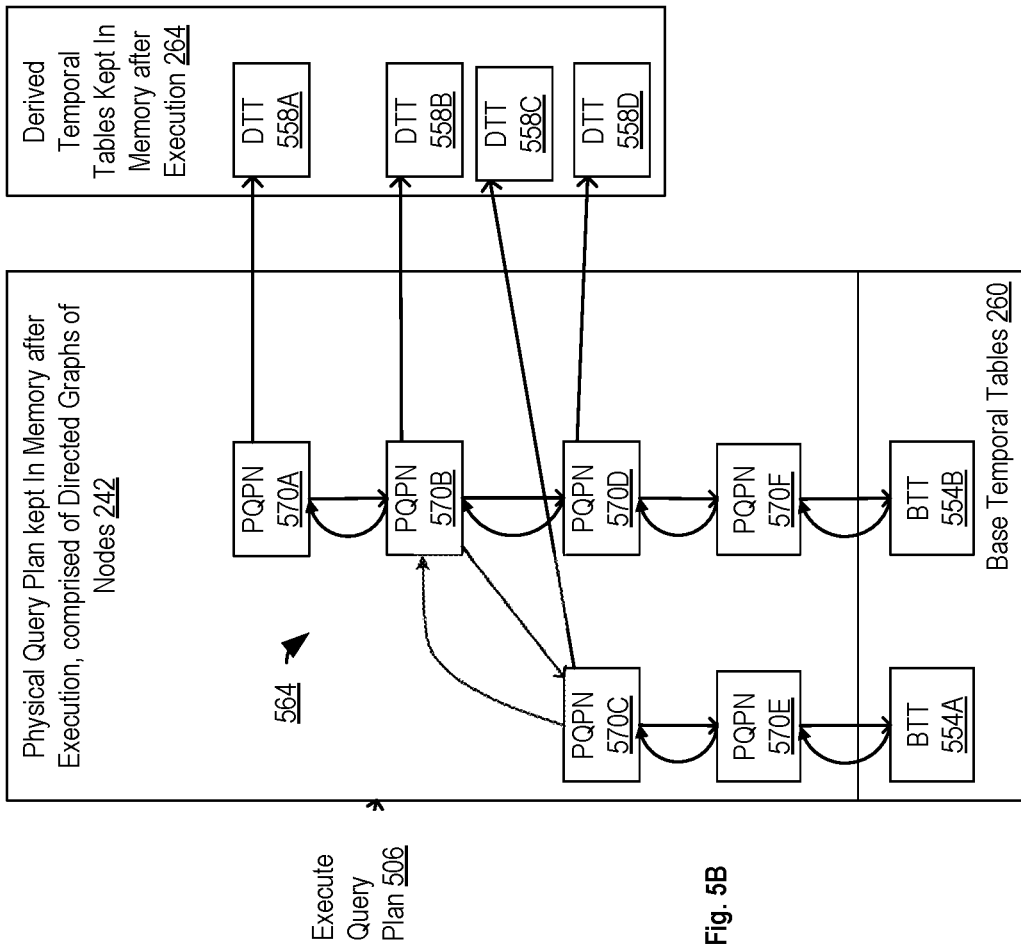 Physical Query Plan kept In Memory after
Execution, comprised of Directed Graphs of
Nodes 242
Derived
Temporal
Tables Kept In
Memory after
Execution 264
564
PQPN
570A
PQPN
570B
PQPN
570C
PQPN
570D
PQPN
570E
PQPN
570F
BTT
554A
BTT
554B
Base Temporal Tables 260
DTT
558A
DTT
558B
DTT
558C
DTT
558D
Execute
Query
Plan 506
Fig. 5B